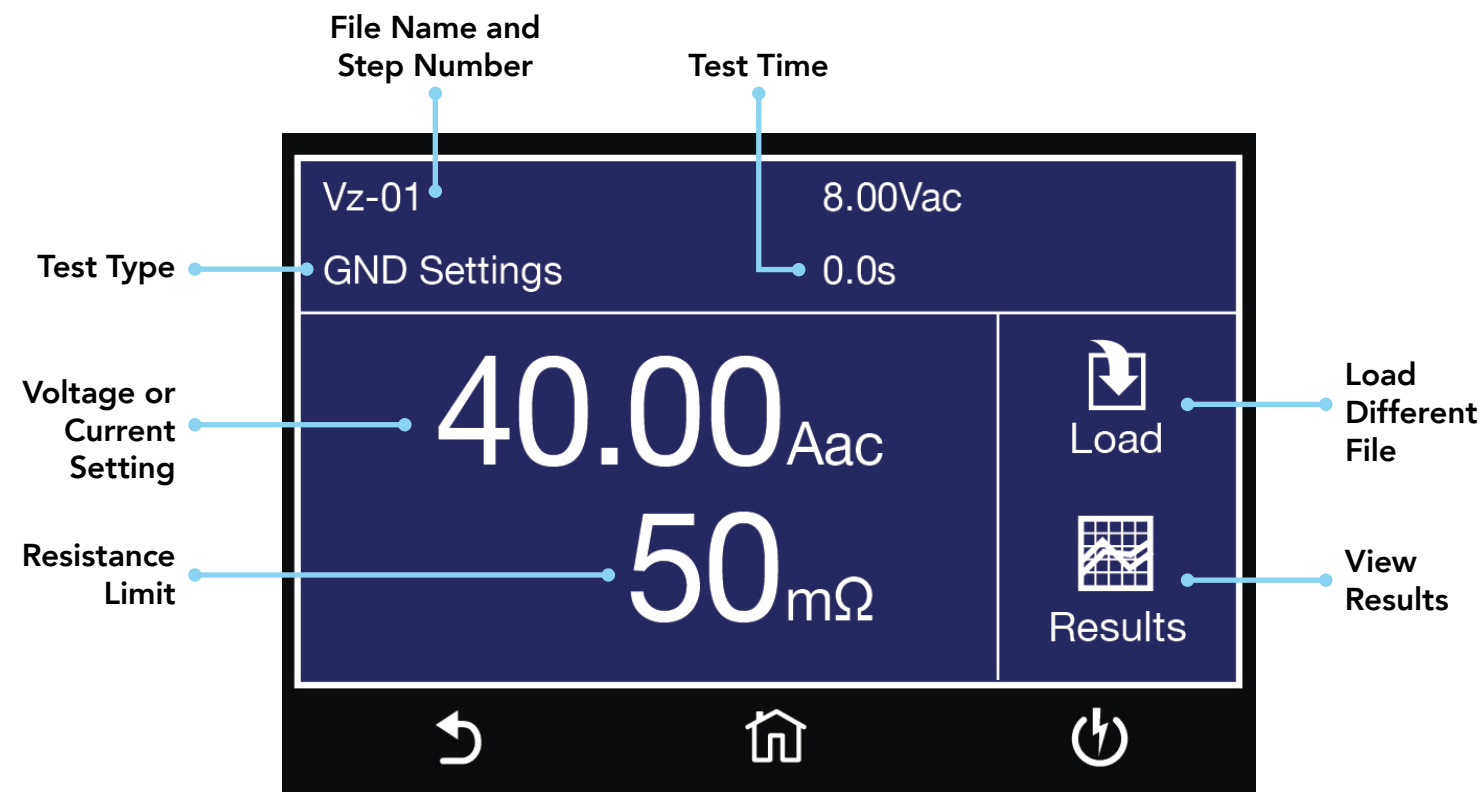 File Name and
Step Number
Test Time
Vz-01
8.00Vac
Test Type
GND Settings
0.0s
Voltage or
Current
Setting
40.00Aac
Load
Load
Different
File
Resistance
Limit
50mΩ
Results
View
Results